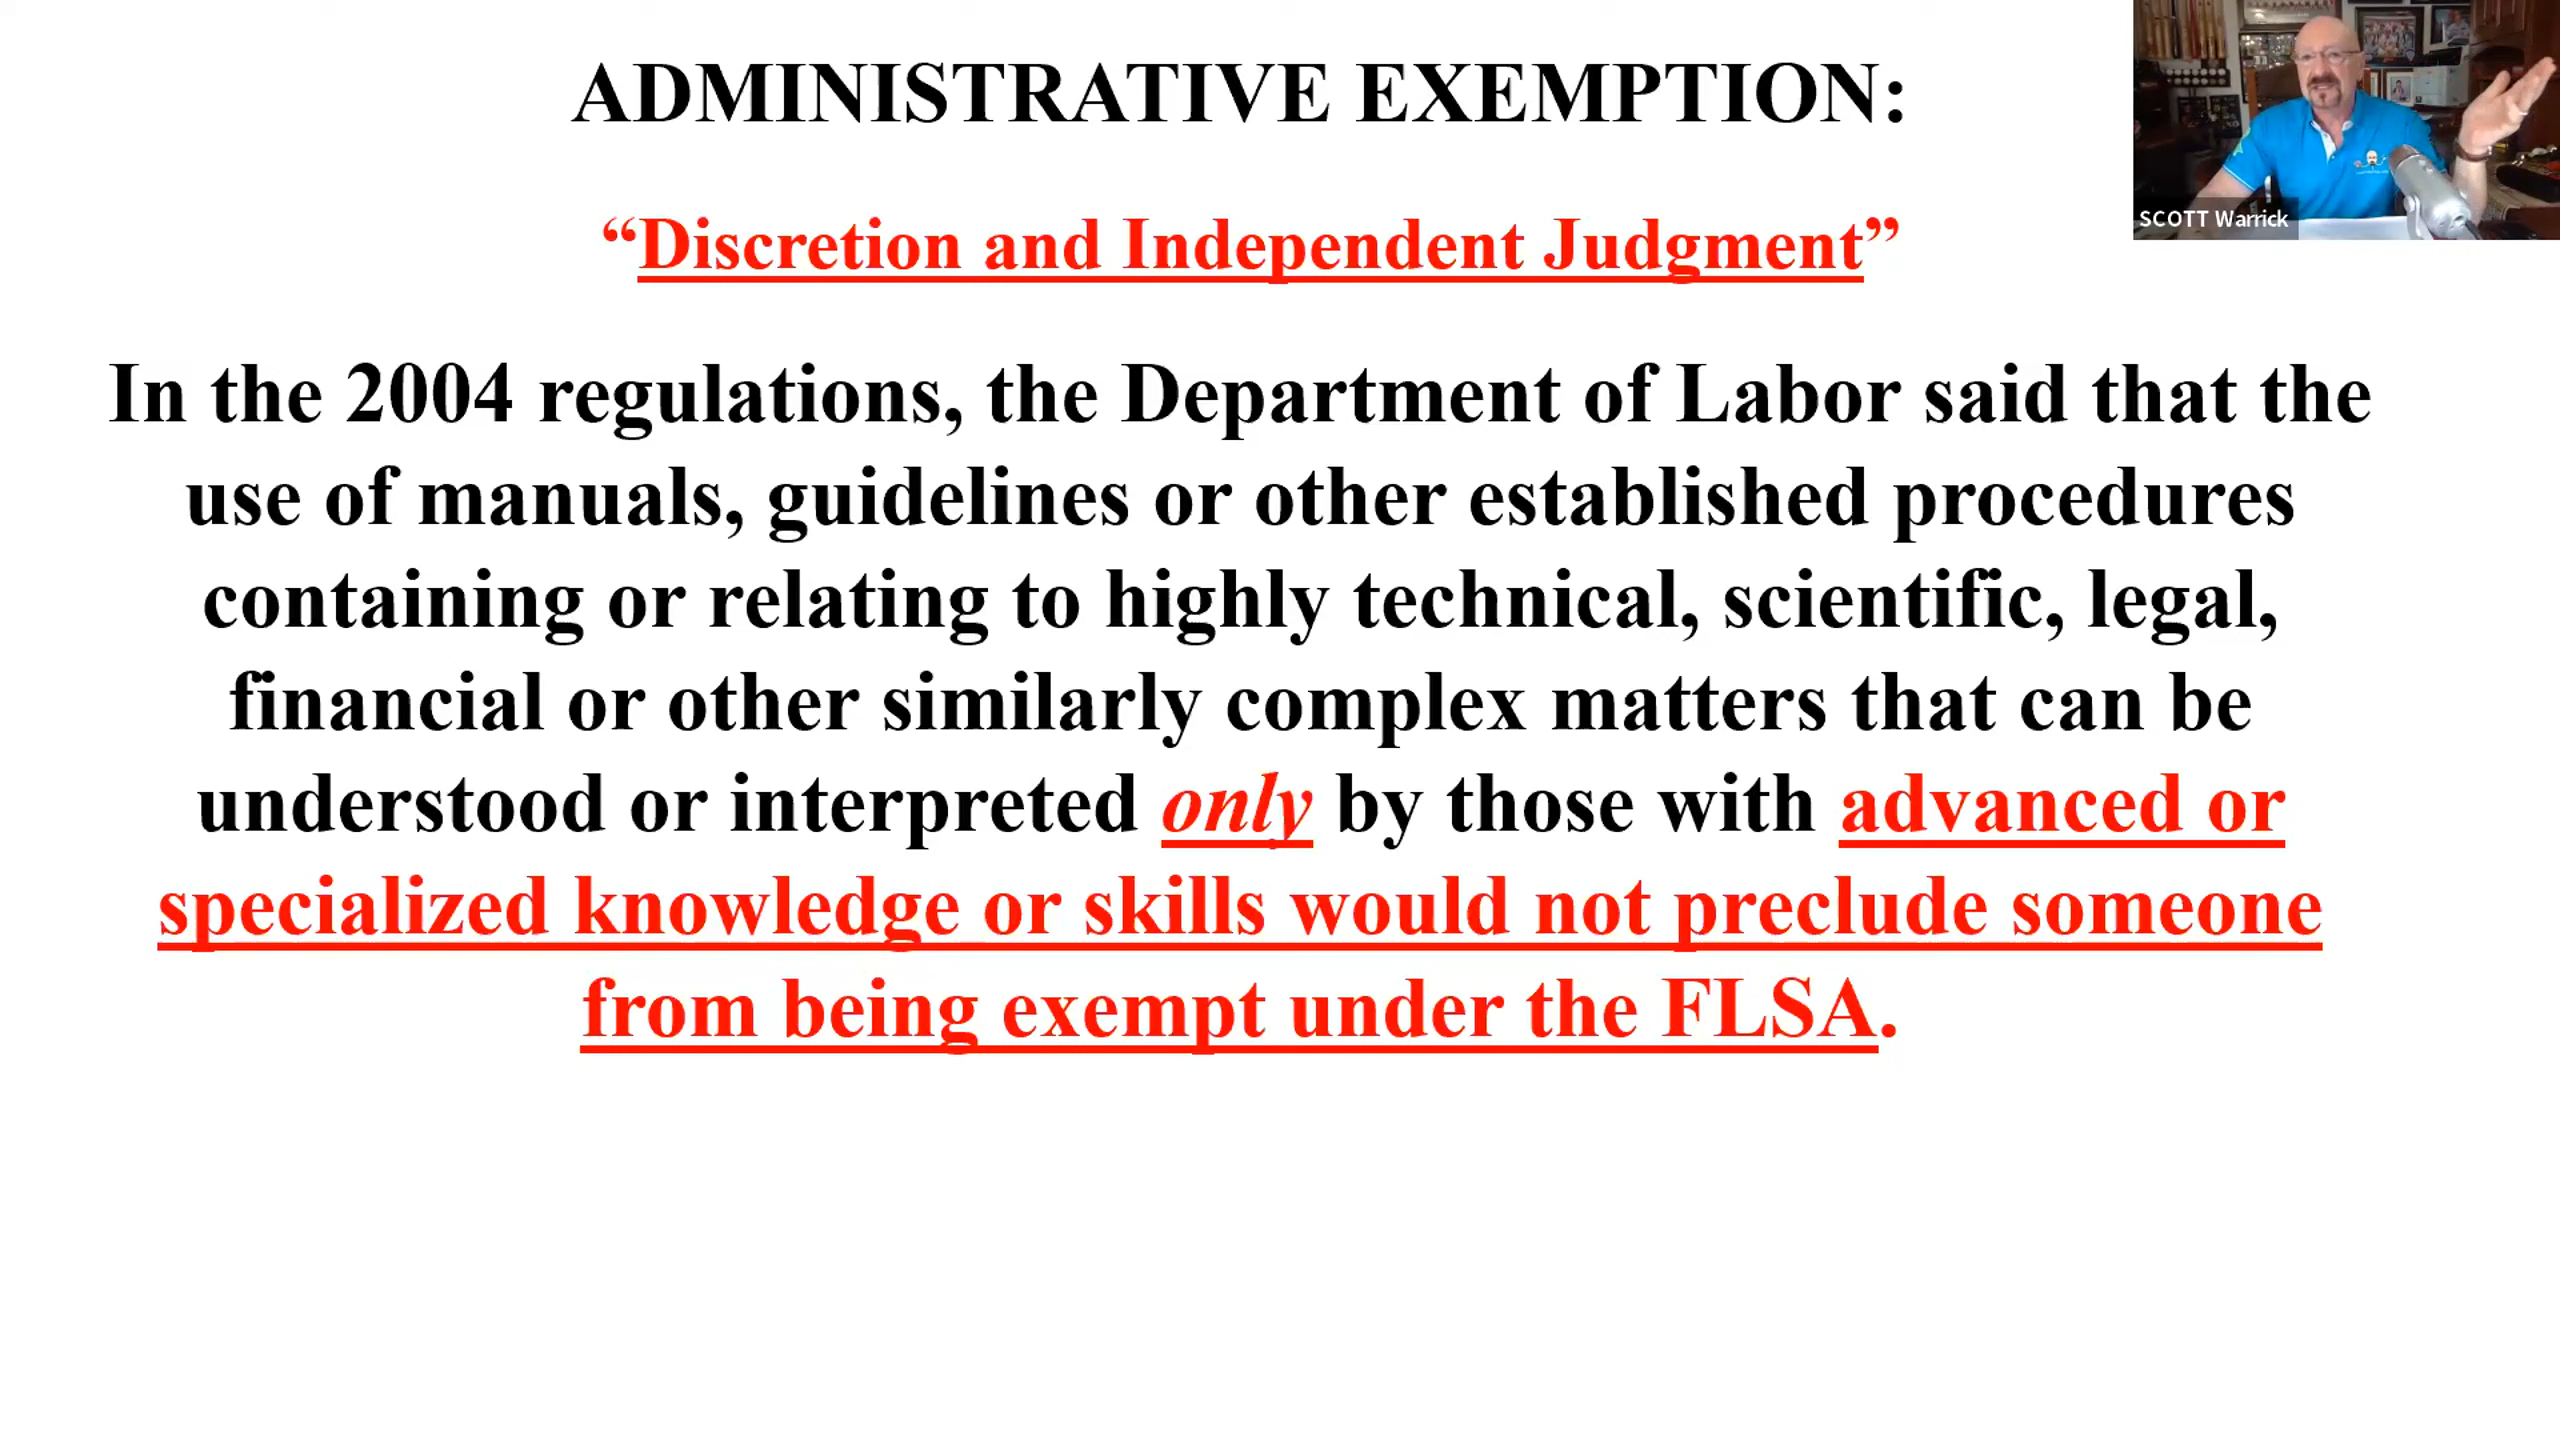 ADMINISTRATIVE EXEMPTION:
“Discretion and Independent Judgment”
In the 2004 regulations, the Department of Labor said that the
use of manuals, guidelines or other established procedures
containing or relating to highly technical, scientific, legal,
financial or other similarly complex matters that can be
understood or interpreted only by those with advanced or
specialized knowledge or skills would not preclude someone
from being exempt under the FLSA.
SCOTT Warrick